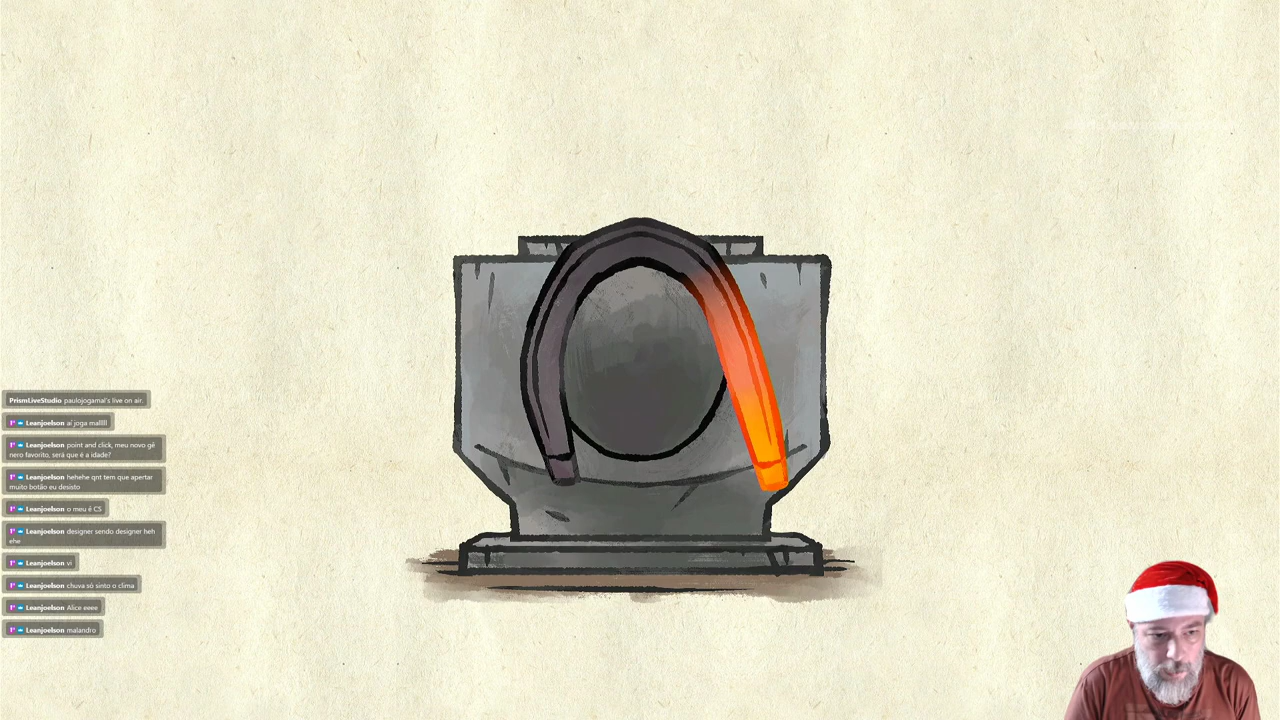 PrismLiveStudio paulojogamal's live on air.
Leanjoelson aí joga malllll
Leanjoelson point and click, meu novo gê
nero favorito, será que é a idade?
Leanjoelson hehehe qnt tem que apertar
muito botão eu desisto
Leanjoelson o meu é CS
Leanjoelson designer sendo designer heh
ehe
Leanjoelson vi
Leanjoelson chuva só sinto o clima
Leanjoelson Alice eeee
Leanjoelson malandro